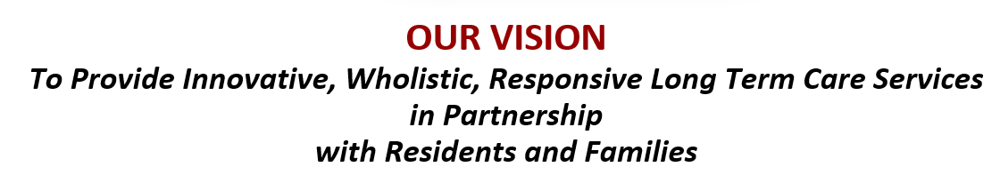 OUR VISION
To Provide Innovative, Wholistic, Responsive Long Term Care Services
in Partnership
with Residents and Families